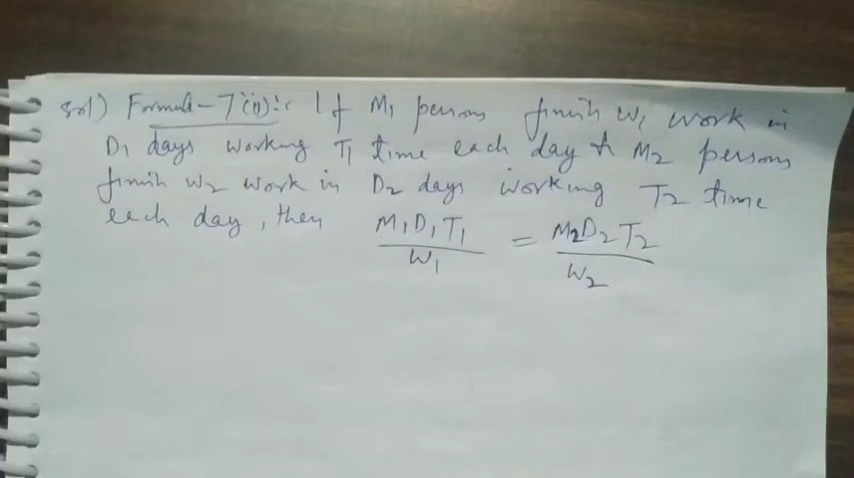 Sol) Formula-7(ii):- If M1 persons finish W1 work in
D1 days working T1 time each day & M2 persons
finish W2 work in D2 days working T2 time
each day, then M1D1T1/W1 = M2D2T2/W2